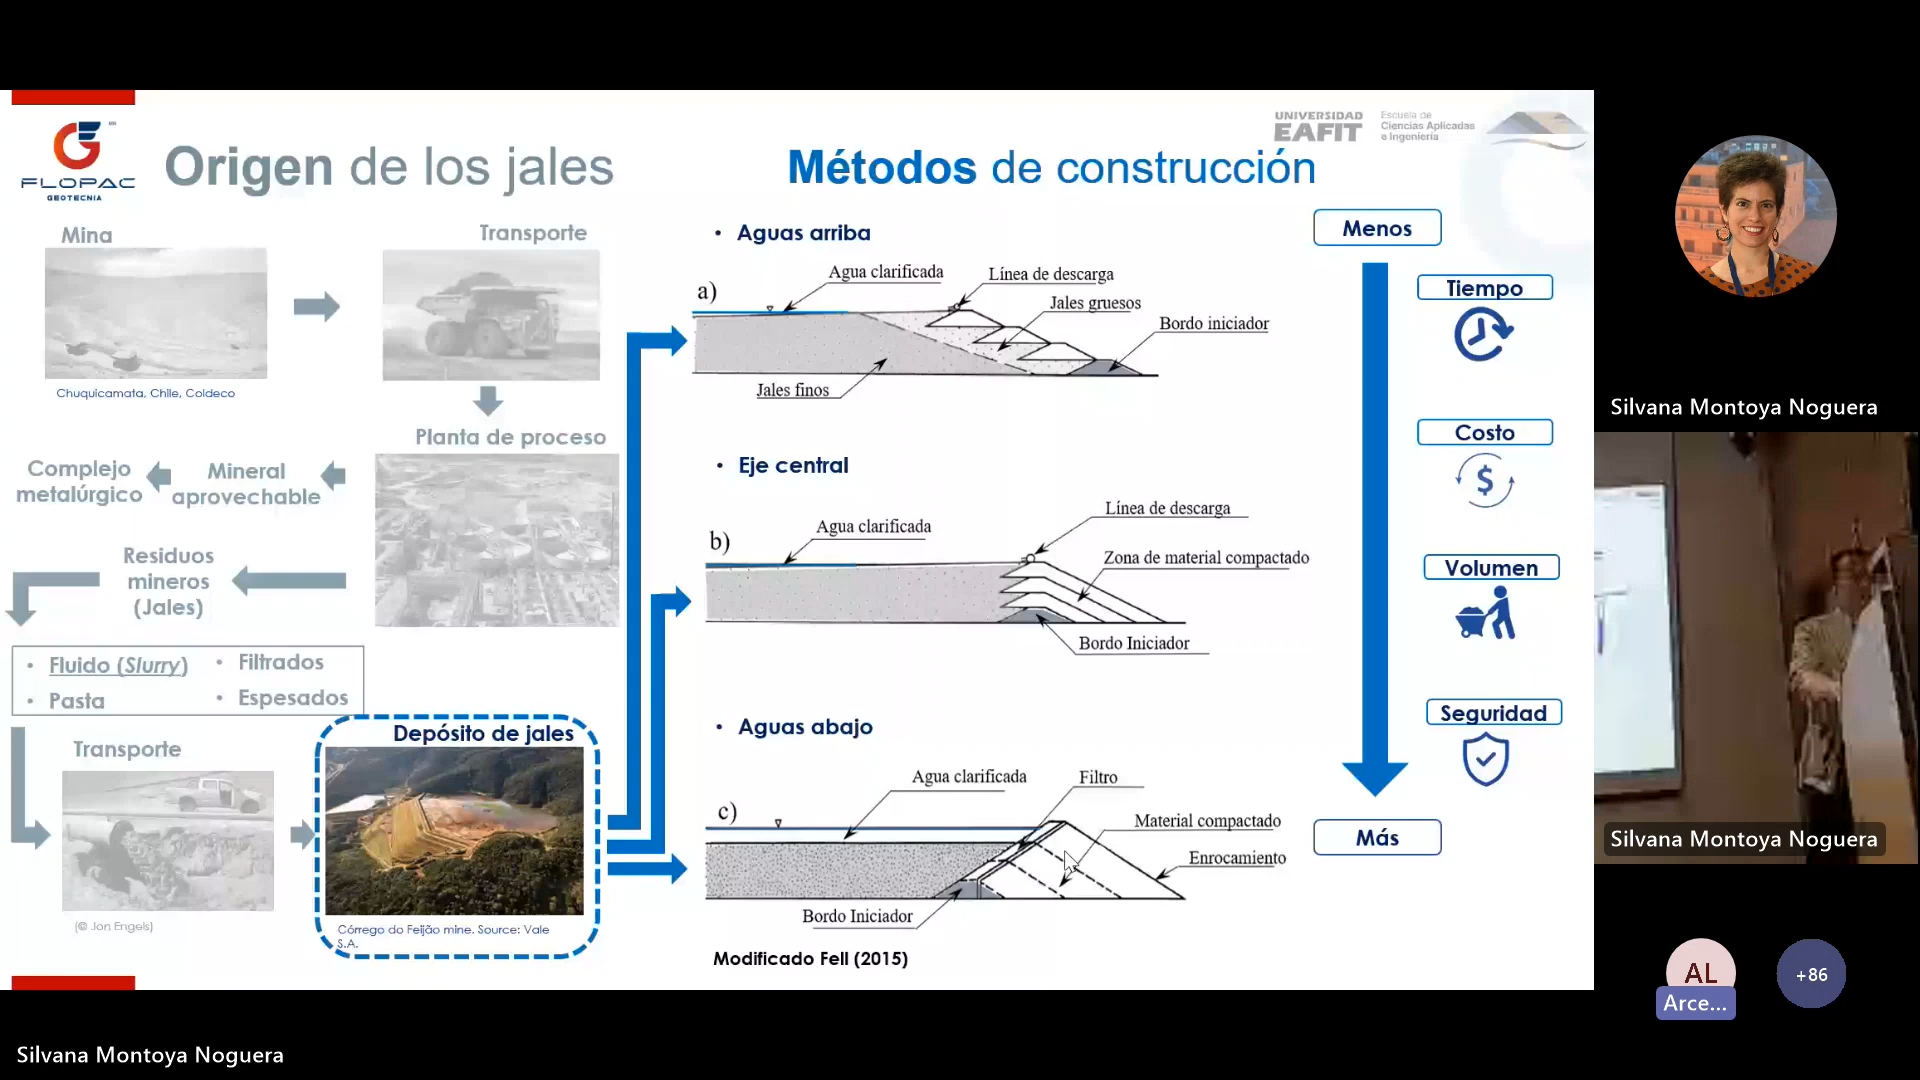 FLOPAC
GEOTECNIA
Origen de los jales
Métodos de construcción
UNIVERSIDAD
EAFIT
Escuela de
Ciencias Aplicadas
e Ingeniería
Mina
Chuquicamata, Chile, Coldeco
Transporte
Planta de proceso
Mineral
aprovechable
Complejo
metalúrgico
Residuos
mineros
(Jales)
• Fluido (Slurry)
• Pasta
• Filtrados
• Espesados
Transporte
(© Jon Engels)
Depósito de jales
Córrego do Feijão mine. Source: Vale
S.A.
• Aguas arriba
a)
Agua clarificada
Línea de descarga
Jales gruesos
Bordo iniciador
Jales finos
• Eje central
b)
Agua clarificada
Línea de descarga
Zona de material compactado
Bordo Iniciador
• Aguas abajo
c)
Agua clarificada
Filtro
Material compactado
Enrocamiento
Bordo Iniciador
Modificado Fell (2015)
Menos
Tiempo
Costo
$
Volumen
Seguridad
Más
Silvana Montoya Noguera
Silvana Montoya Noguera
AL
Arce...
+86
Silvana Montoya Noguera